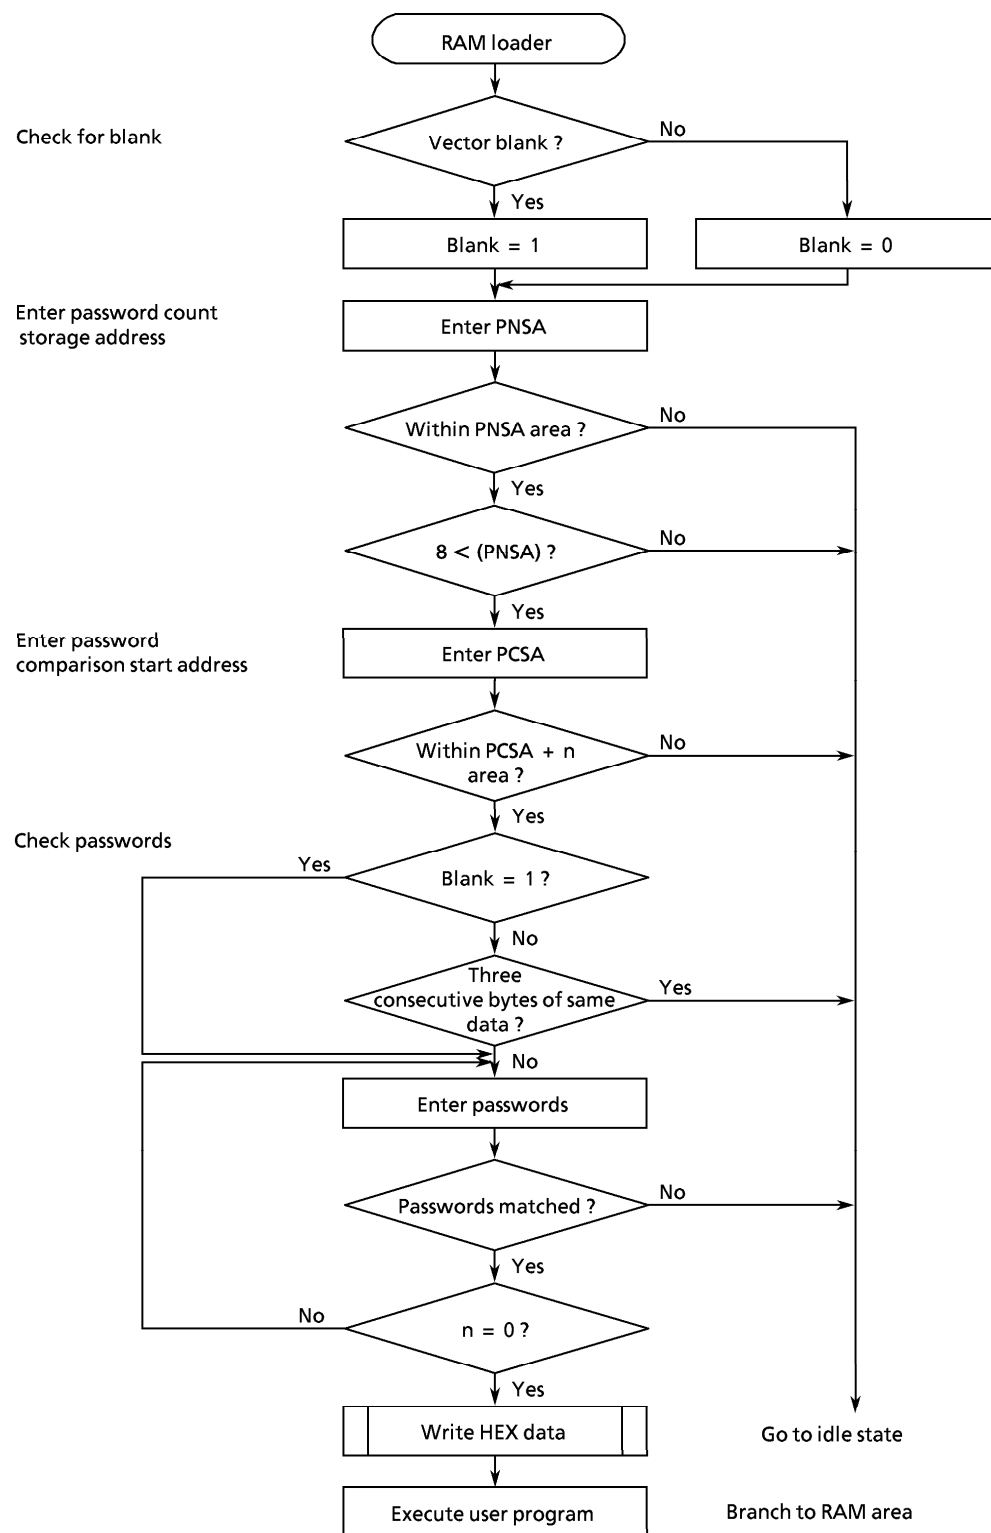 RAM loader
Check for blank
Vector blank ?
No
Yes
Blank = 1
Blank = 0
Enter password count
storage address
Enter PNSA
Within PNSA area ?
No
Yes
8 < (PNSA) ?
No
Yes
Enter password
comparison start address
Enter PCSA
Within PCSA + n
area ?
No
Yes
Check passwords
Yes
Blank = 1 ?
No
Three
consecutive bytes of same
data ?
Yes
No
Enter passwords
Passwords matched ?
No
Yes
No
n = 0 ?
Yes
Write HEX data
Go to idle state
Execute user program
Branch to RAM area